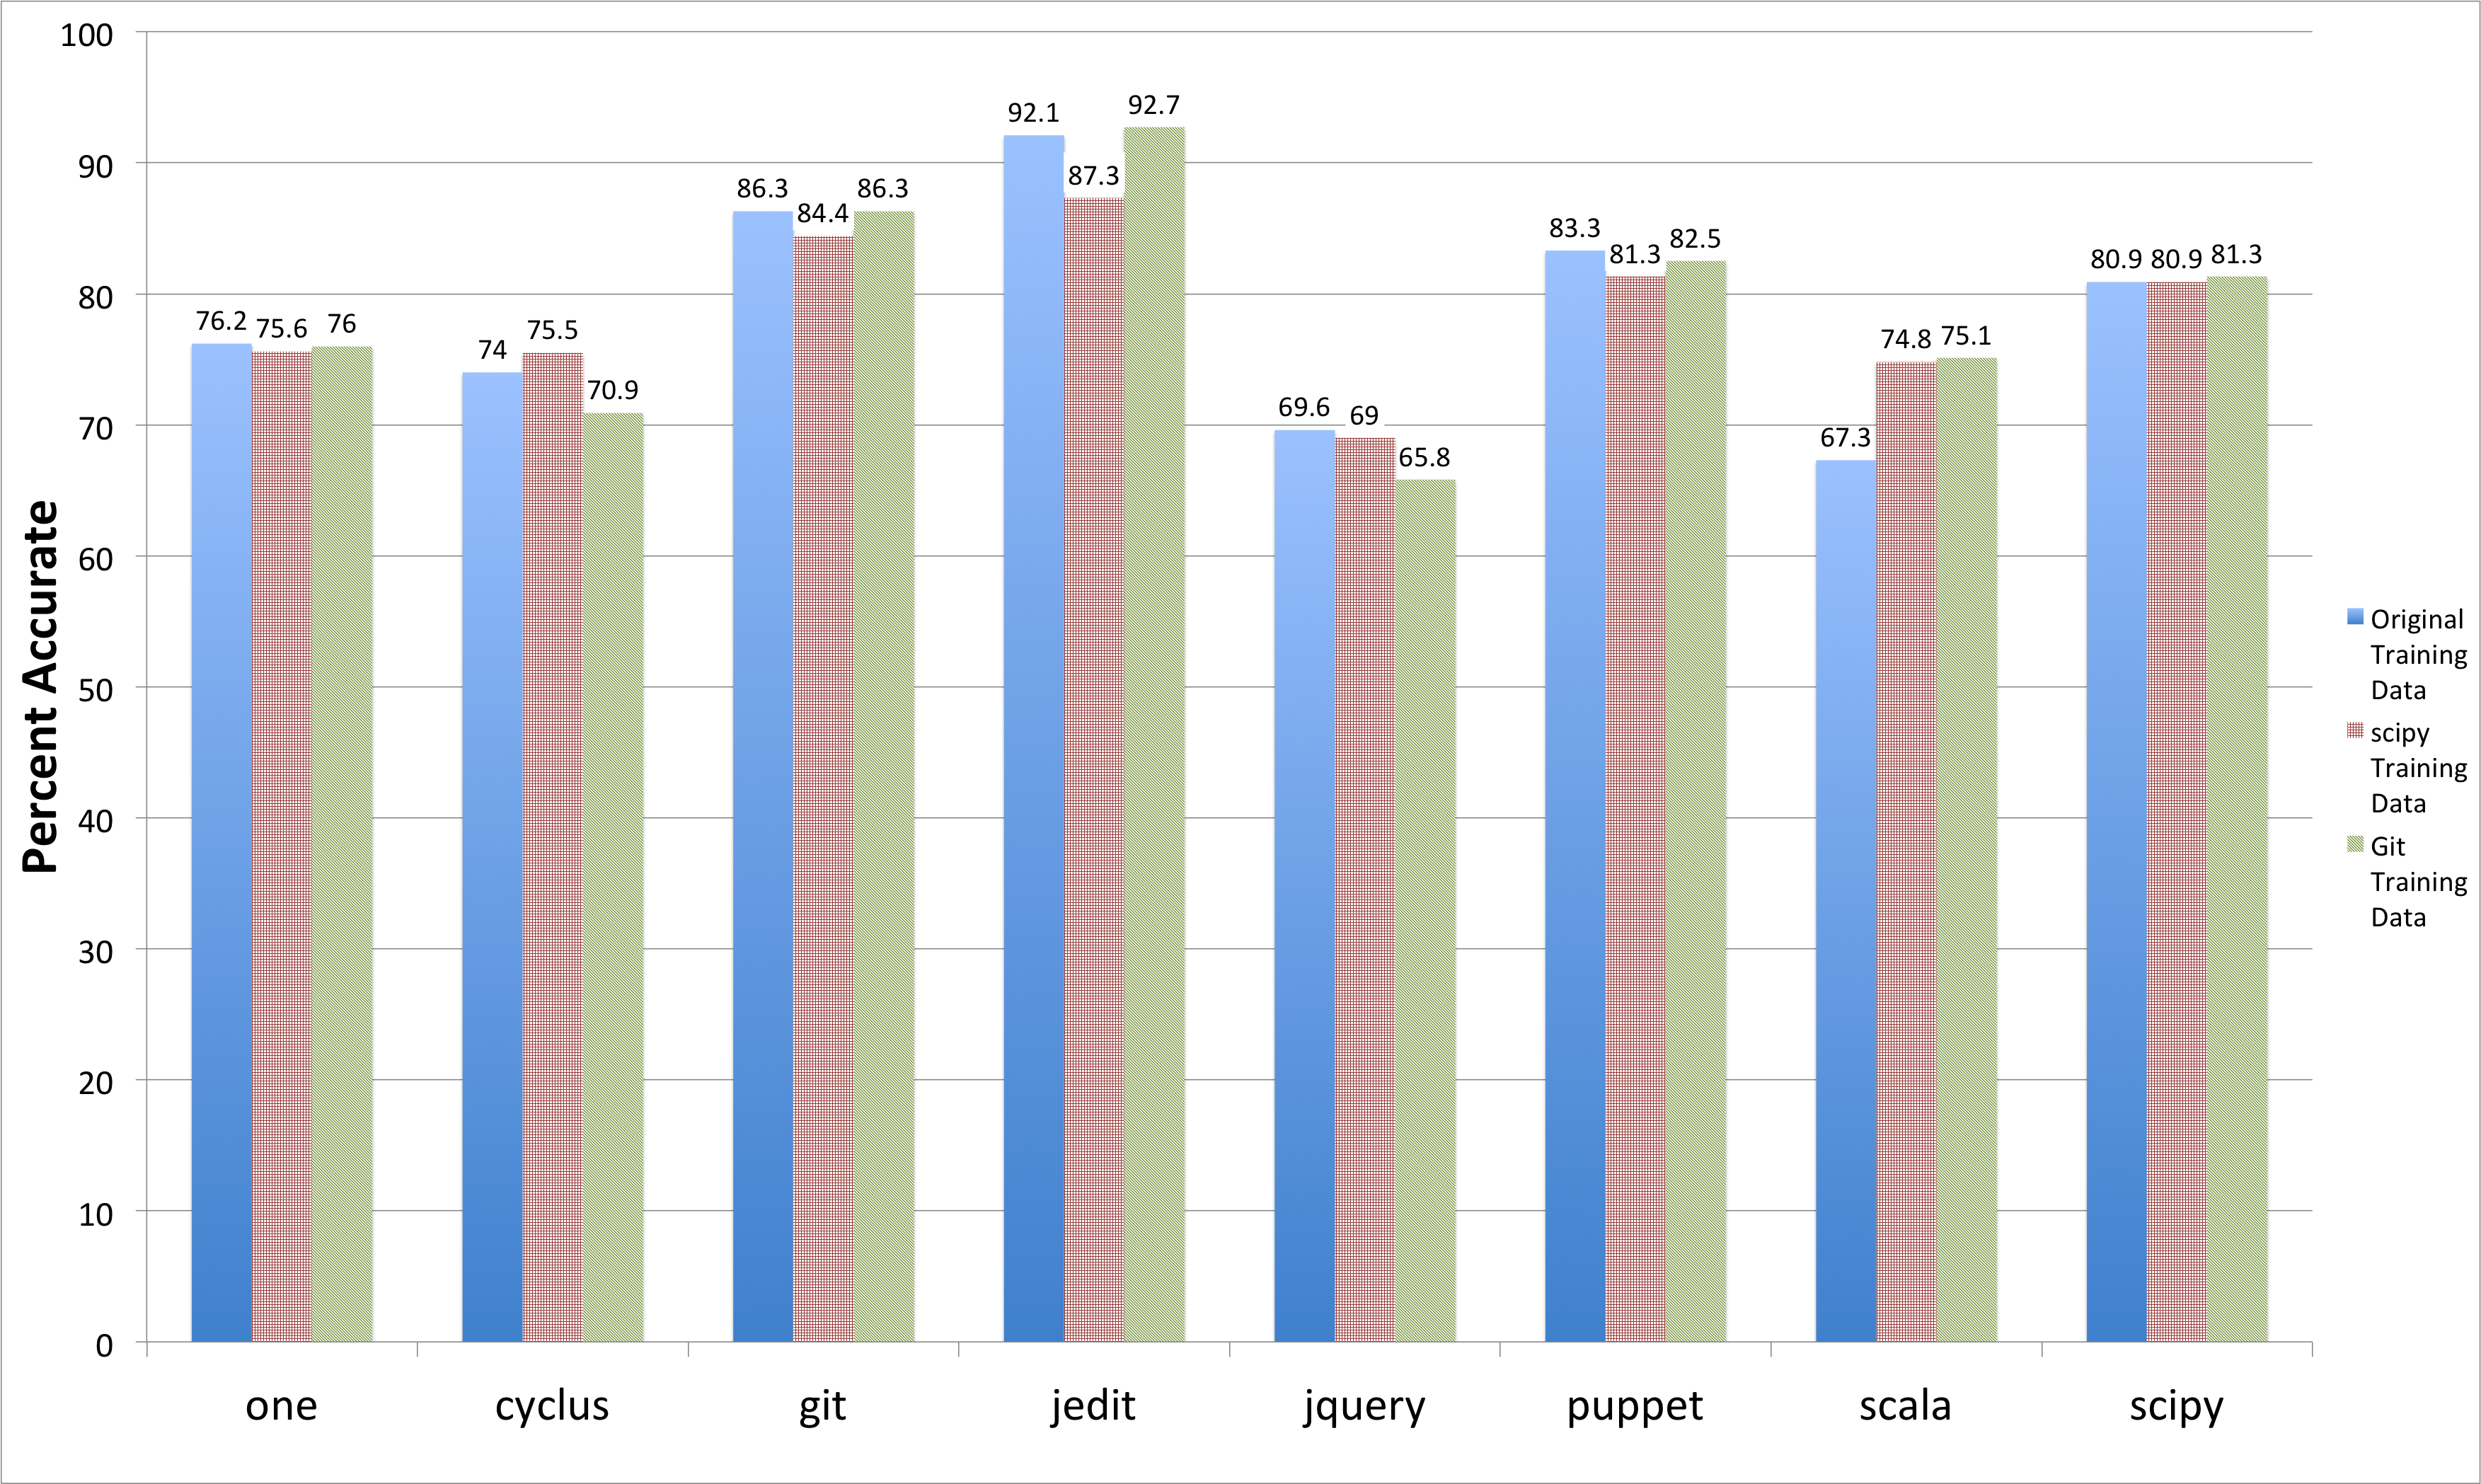 100
90
80
70
60
50
40
30
20
10
0
Percent Accurate
76.2 75.6 76
74 75.5 70.9
86.3 84.4 86.3
92.1 87.3 92.7
69.6 69 65.8
83.3 81.3 82.5
67.3 74.8 75.1
80.9 80.9 81.3
one cyclus git jedit jquery puppet scala scipy
Original
Training
Data
scipy
Training
Data
Git
Training
Data